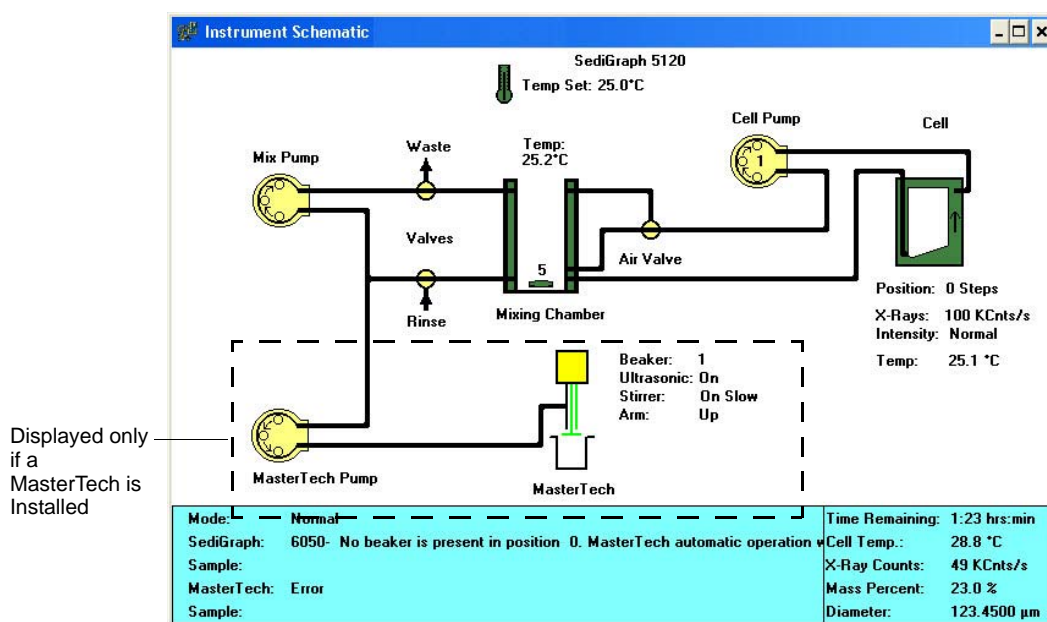 Instrument Schematic
SediGraph 5120
Temp Set: 25.0°C
Cell Pump
Cell
Mix Pump
Waste
Temp:
25.2°C
1
Valves
Air Valve
5
Mixing Chamber
Rinse
Position: 0 Steps
X-Rays: 100 KCnts/s
Intensity: Normal
Temp: 25.1 °C
Beaker: 1
Ultrasonic: On
Stirrer: On Slow
Arm: Up
MasterTech Pump
MasterTech
Displayed only
if a
MasterTech is
Installed
Mode: Normal
SediGraph: 6050- No beaker is present in position 0. MasterTech automatic operation w
Sample:
MasterTech: Error
Sample:
Time Remaining: 1:23 hrs:min
Cell Temp.: 28.8 °C
X-Ray Counts: 49 KCnts/s
Mass Percent: 23.0 %
Diameter: 123.4500 µm